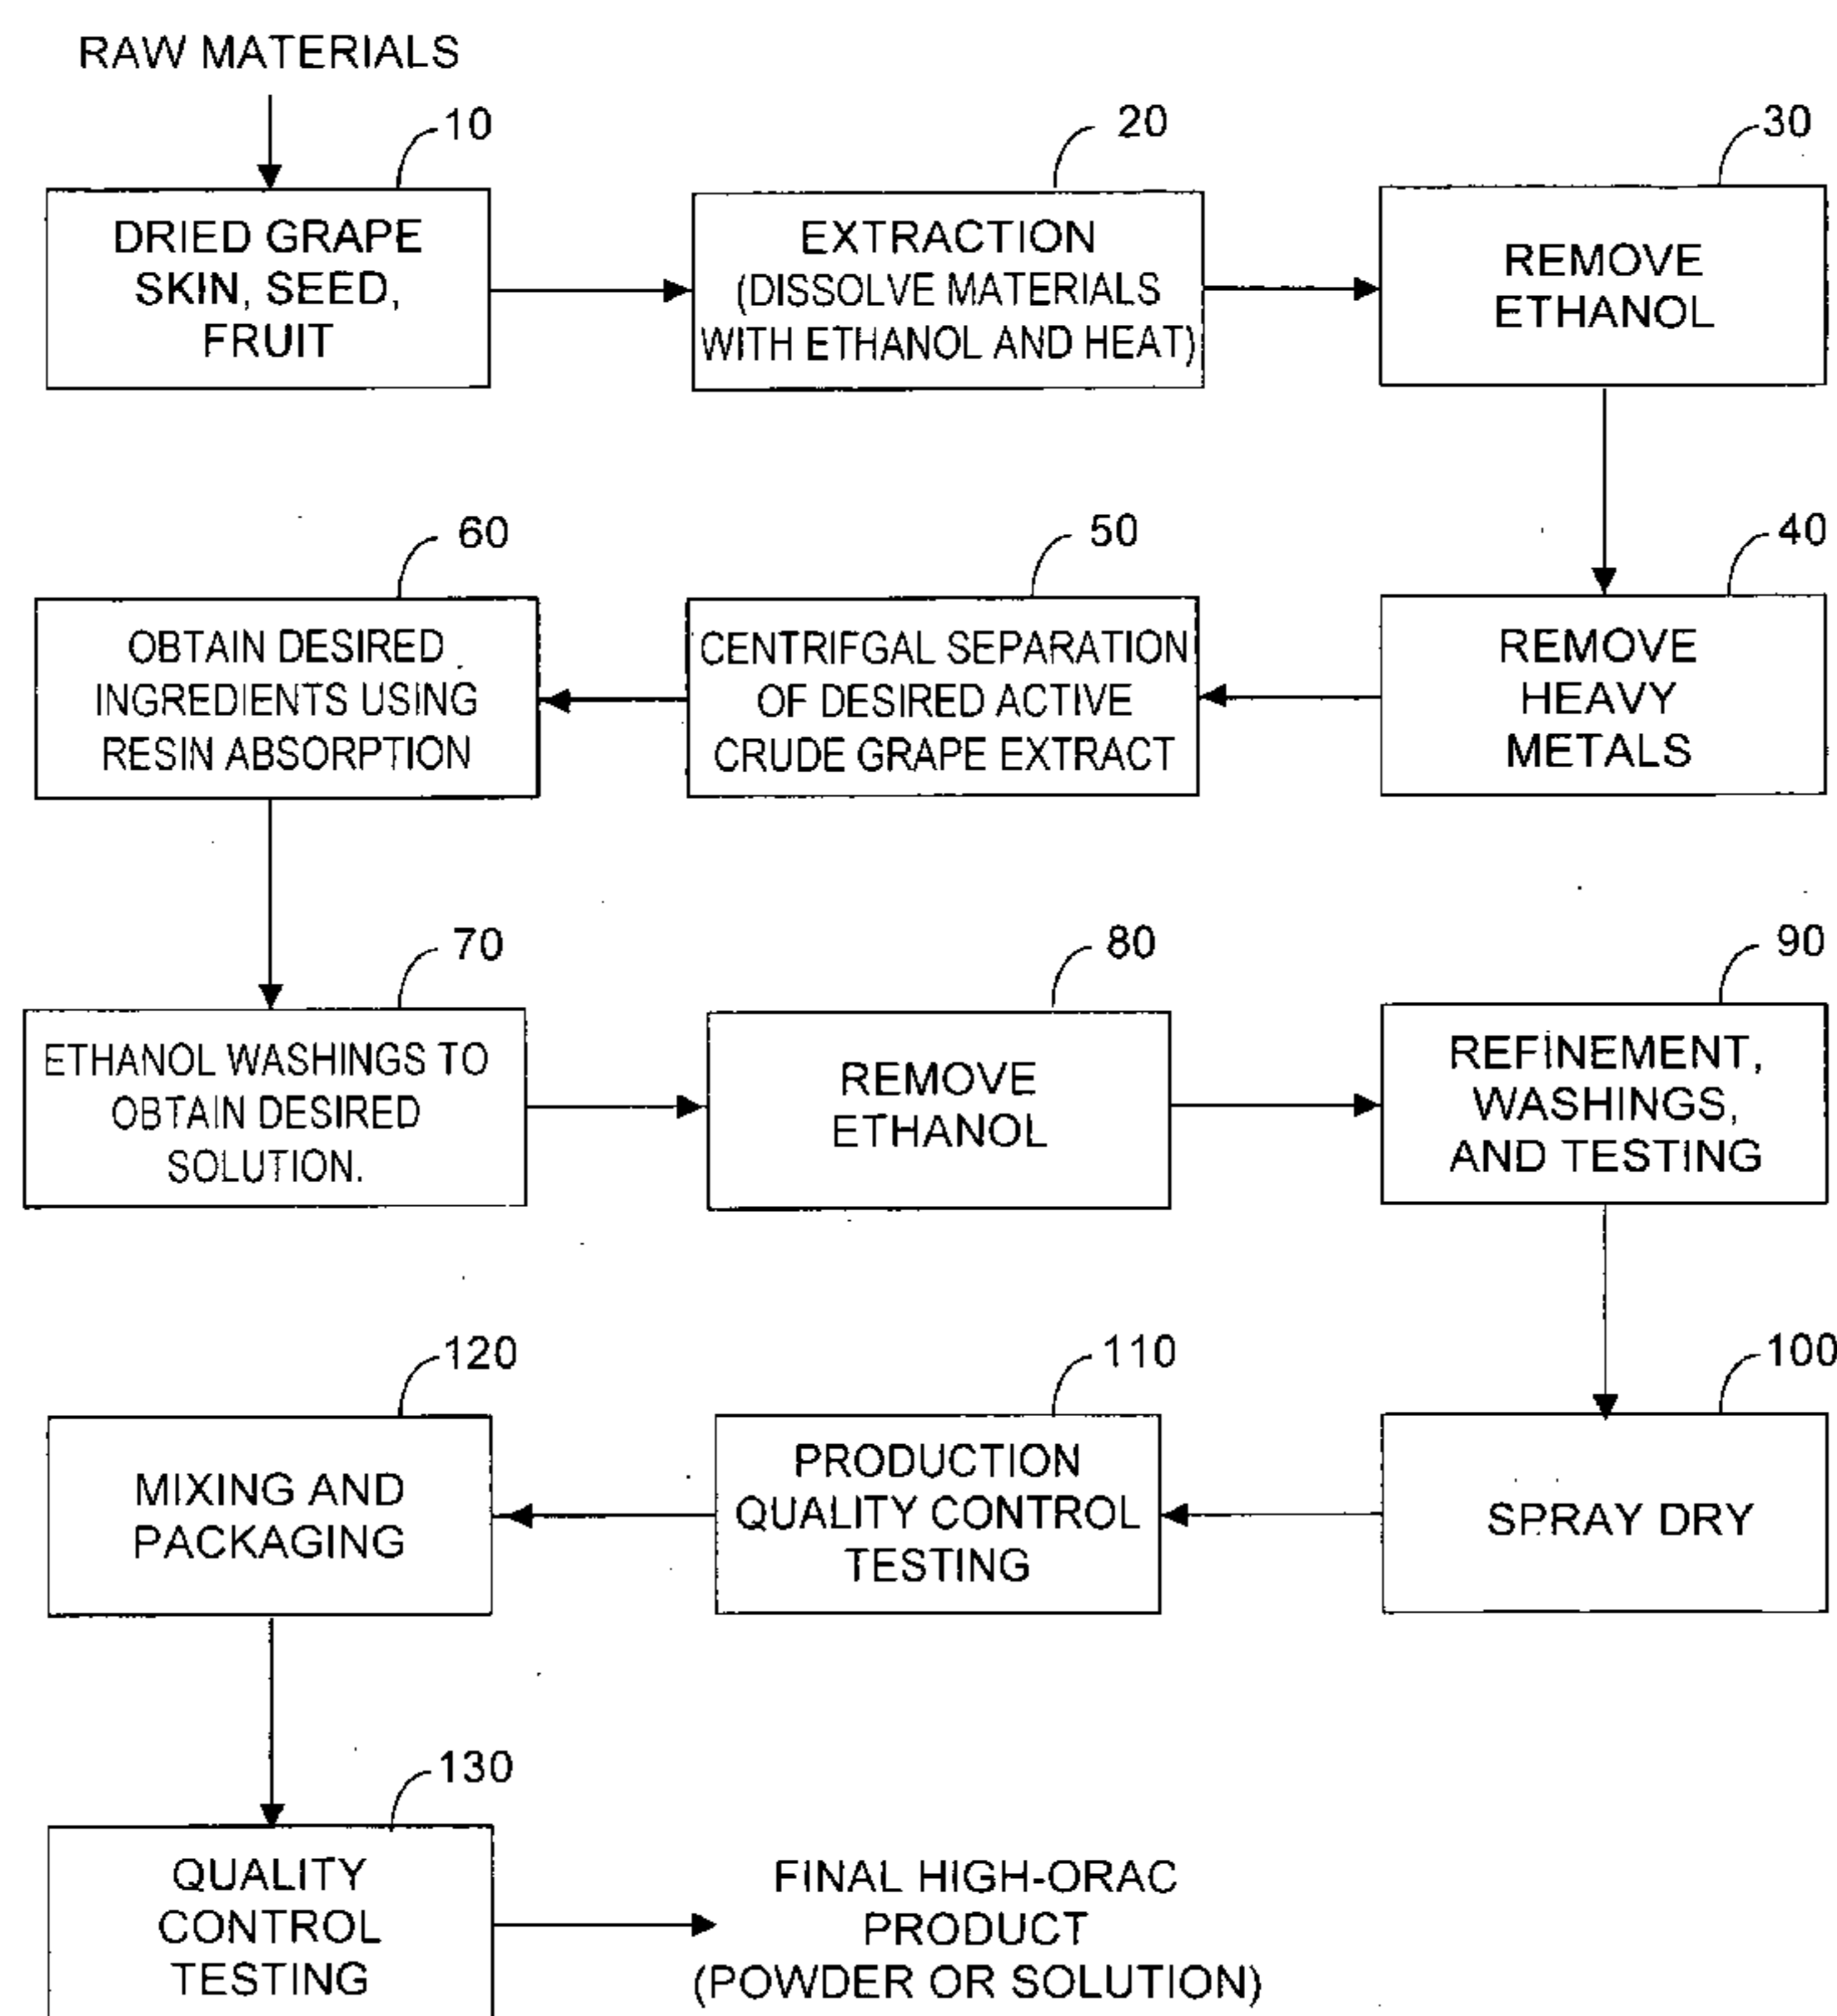 RAW MATERIALS
10
DRIED GRAPE
SKIN, SEED,
FRUIT
20
EXTRACTION
(DISSOLVE MATERIALS
WITH ETHANOL AND HEAT)
30
REMOVE
ETHANOL
40
REMOVE
HEAVY
METALS
50
CENTRIFGAL SEPARATION
OF DESIRED ACTIVE
CRUDE GRAPE EXTRACT
60
OBTAIN DESIRED
INGREDIENTS USING
RESIN ABSORPTION
70
ETHANOL WASHINGS TO
OBTAIN DESIRED
SOLUTION.
80
REMOVE
ETHANOL
90
REFINEMENT,
WASHINGS,
AND TESTING
100
SPRAY DRY
110
PRODUCTION
QUALITY CONTROL
TESTING
120
MIXING AND
PACKAGING
130
QUALITY
CONTROL
TESTING
FINAL HIGH-ORAC
PRODUCT
(POWDER OR SOLUTION)